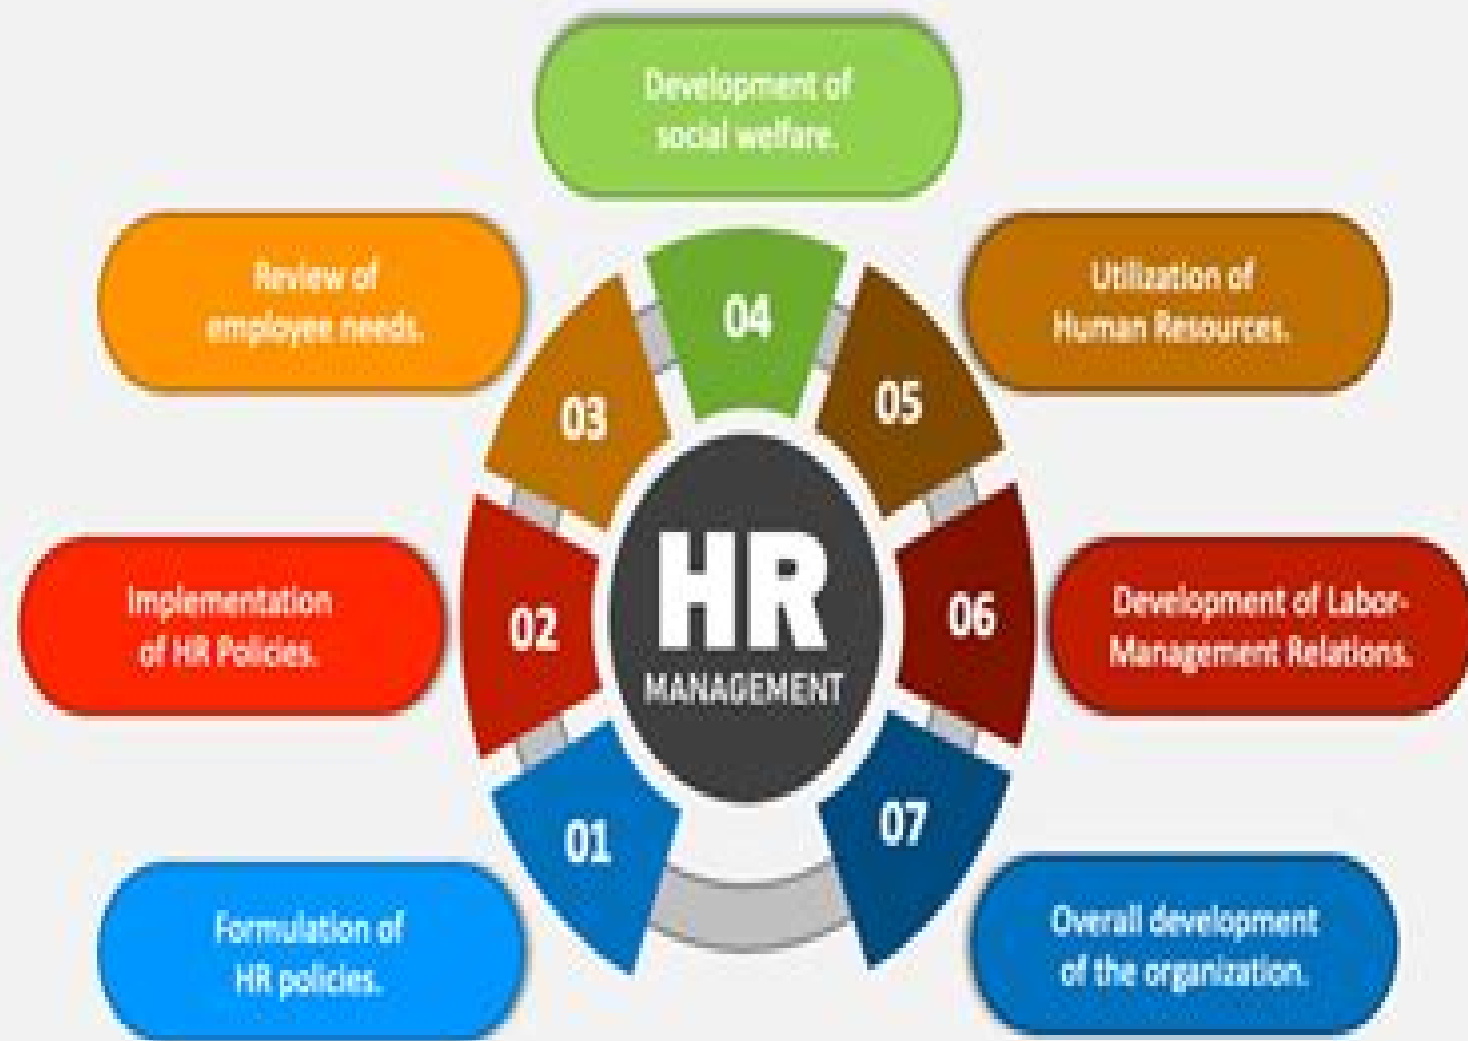 Development of
social welfare.
Review of
employee needs.
Utilization of
Human Resources.
04
03
05
Implementation
of HR Policies.
02
HR
MANAGEMENT
06
Development of Labor-
Management Relations.
01
07
Formulation of
HR policies.
Overall development
of the organization.